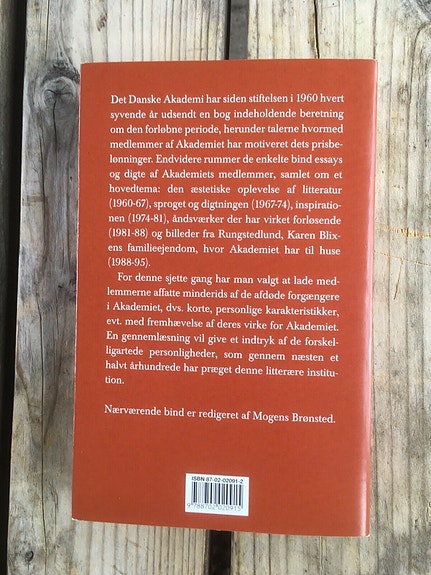 Det Danske Akademi har siden stiftelsen i 1960 hvert
syvende år udsendt en bog indeholdende beretning
om den forløbne periode, herunder talerne hvormed
medlemmer af Akademiet har motiveret dets prisbe-
lønninger. Endvidere rummer de enkelte bind essays
og digte af Akademiets medlemmer, samlet om et
hovedtema: den æstetiske oplevelse af litteratur
(1960-67), sproget og digtningen (1967-74), inspiratio-
nen (1974-81), åndsværker der har virket forløsende
(1981-88) og billeder fra Rungstedlund, Karen Blix-
ens familieejendom, hvor Akademiet har til huse
(1988-95).
For denne sjette gang har man valgt at lade med-
lemmerne affatte minderids af de afdøde forgængere
i Akademiet, dvs. korte, personlige karakteristikker,
evt. med fremhævelse af deres virke for Akademiet.
En gennemlæsning vil give et indtryk af de forskel-
ligartede personligheder, som gennem næsten et
halvt århundrede har præget denne litterære institu-
tion.
Nærværende bind er redigeret af Mogens Brønsted.
ISBN 87-02-02091-2
9788702020915